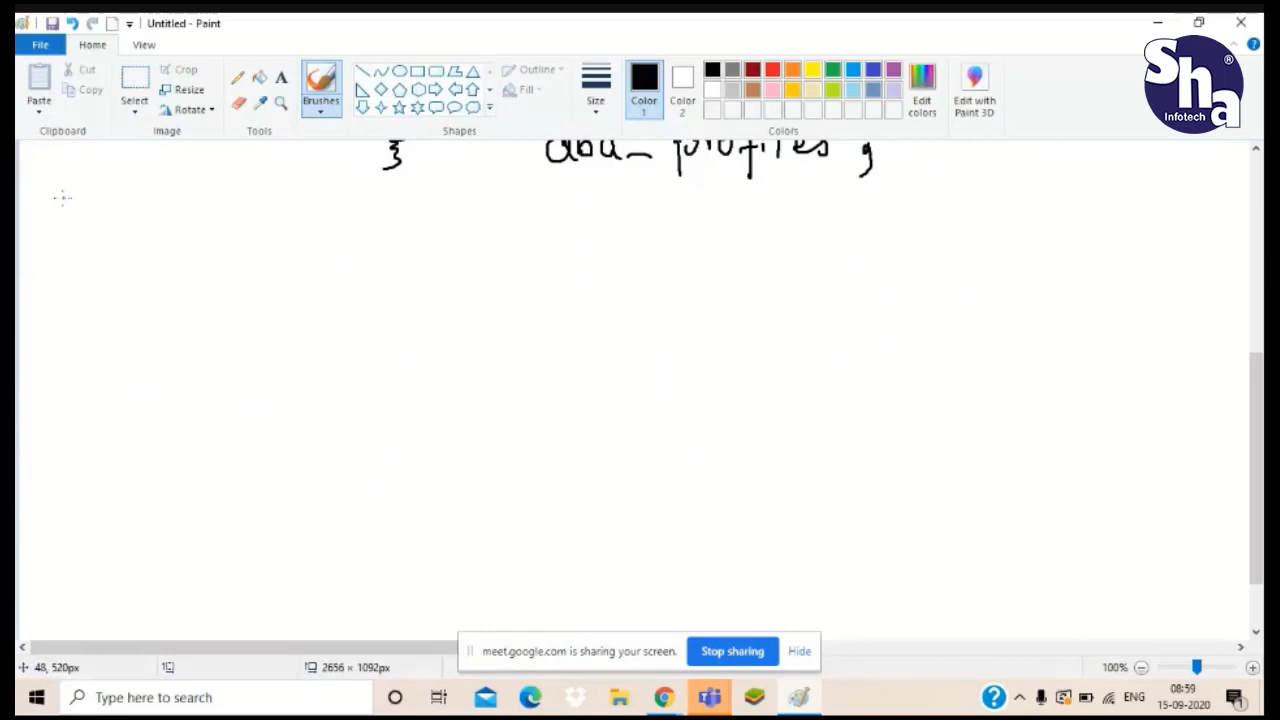 Untitled - Paint
File
Home
View
Paste
Cut
Copy
Clipboard
Select
Crop
Resize
Rotate
Image
Tools
Brushes
Shapes
Outline
Fill
Size
Color
1
Color
2
Colors
Edit
colors
Edit with
Paint 3D
Sha ®
Infotech
} dba_profiles ;
meet.google.com is sharing your screen.
Stop sharing
Hide
48, 520px
2656 × 1092px
100%
Type here to search
ENG
08:59
15-09-2020
1